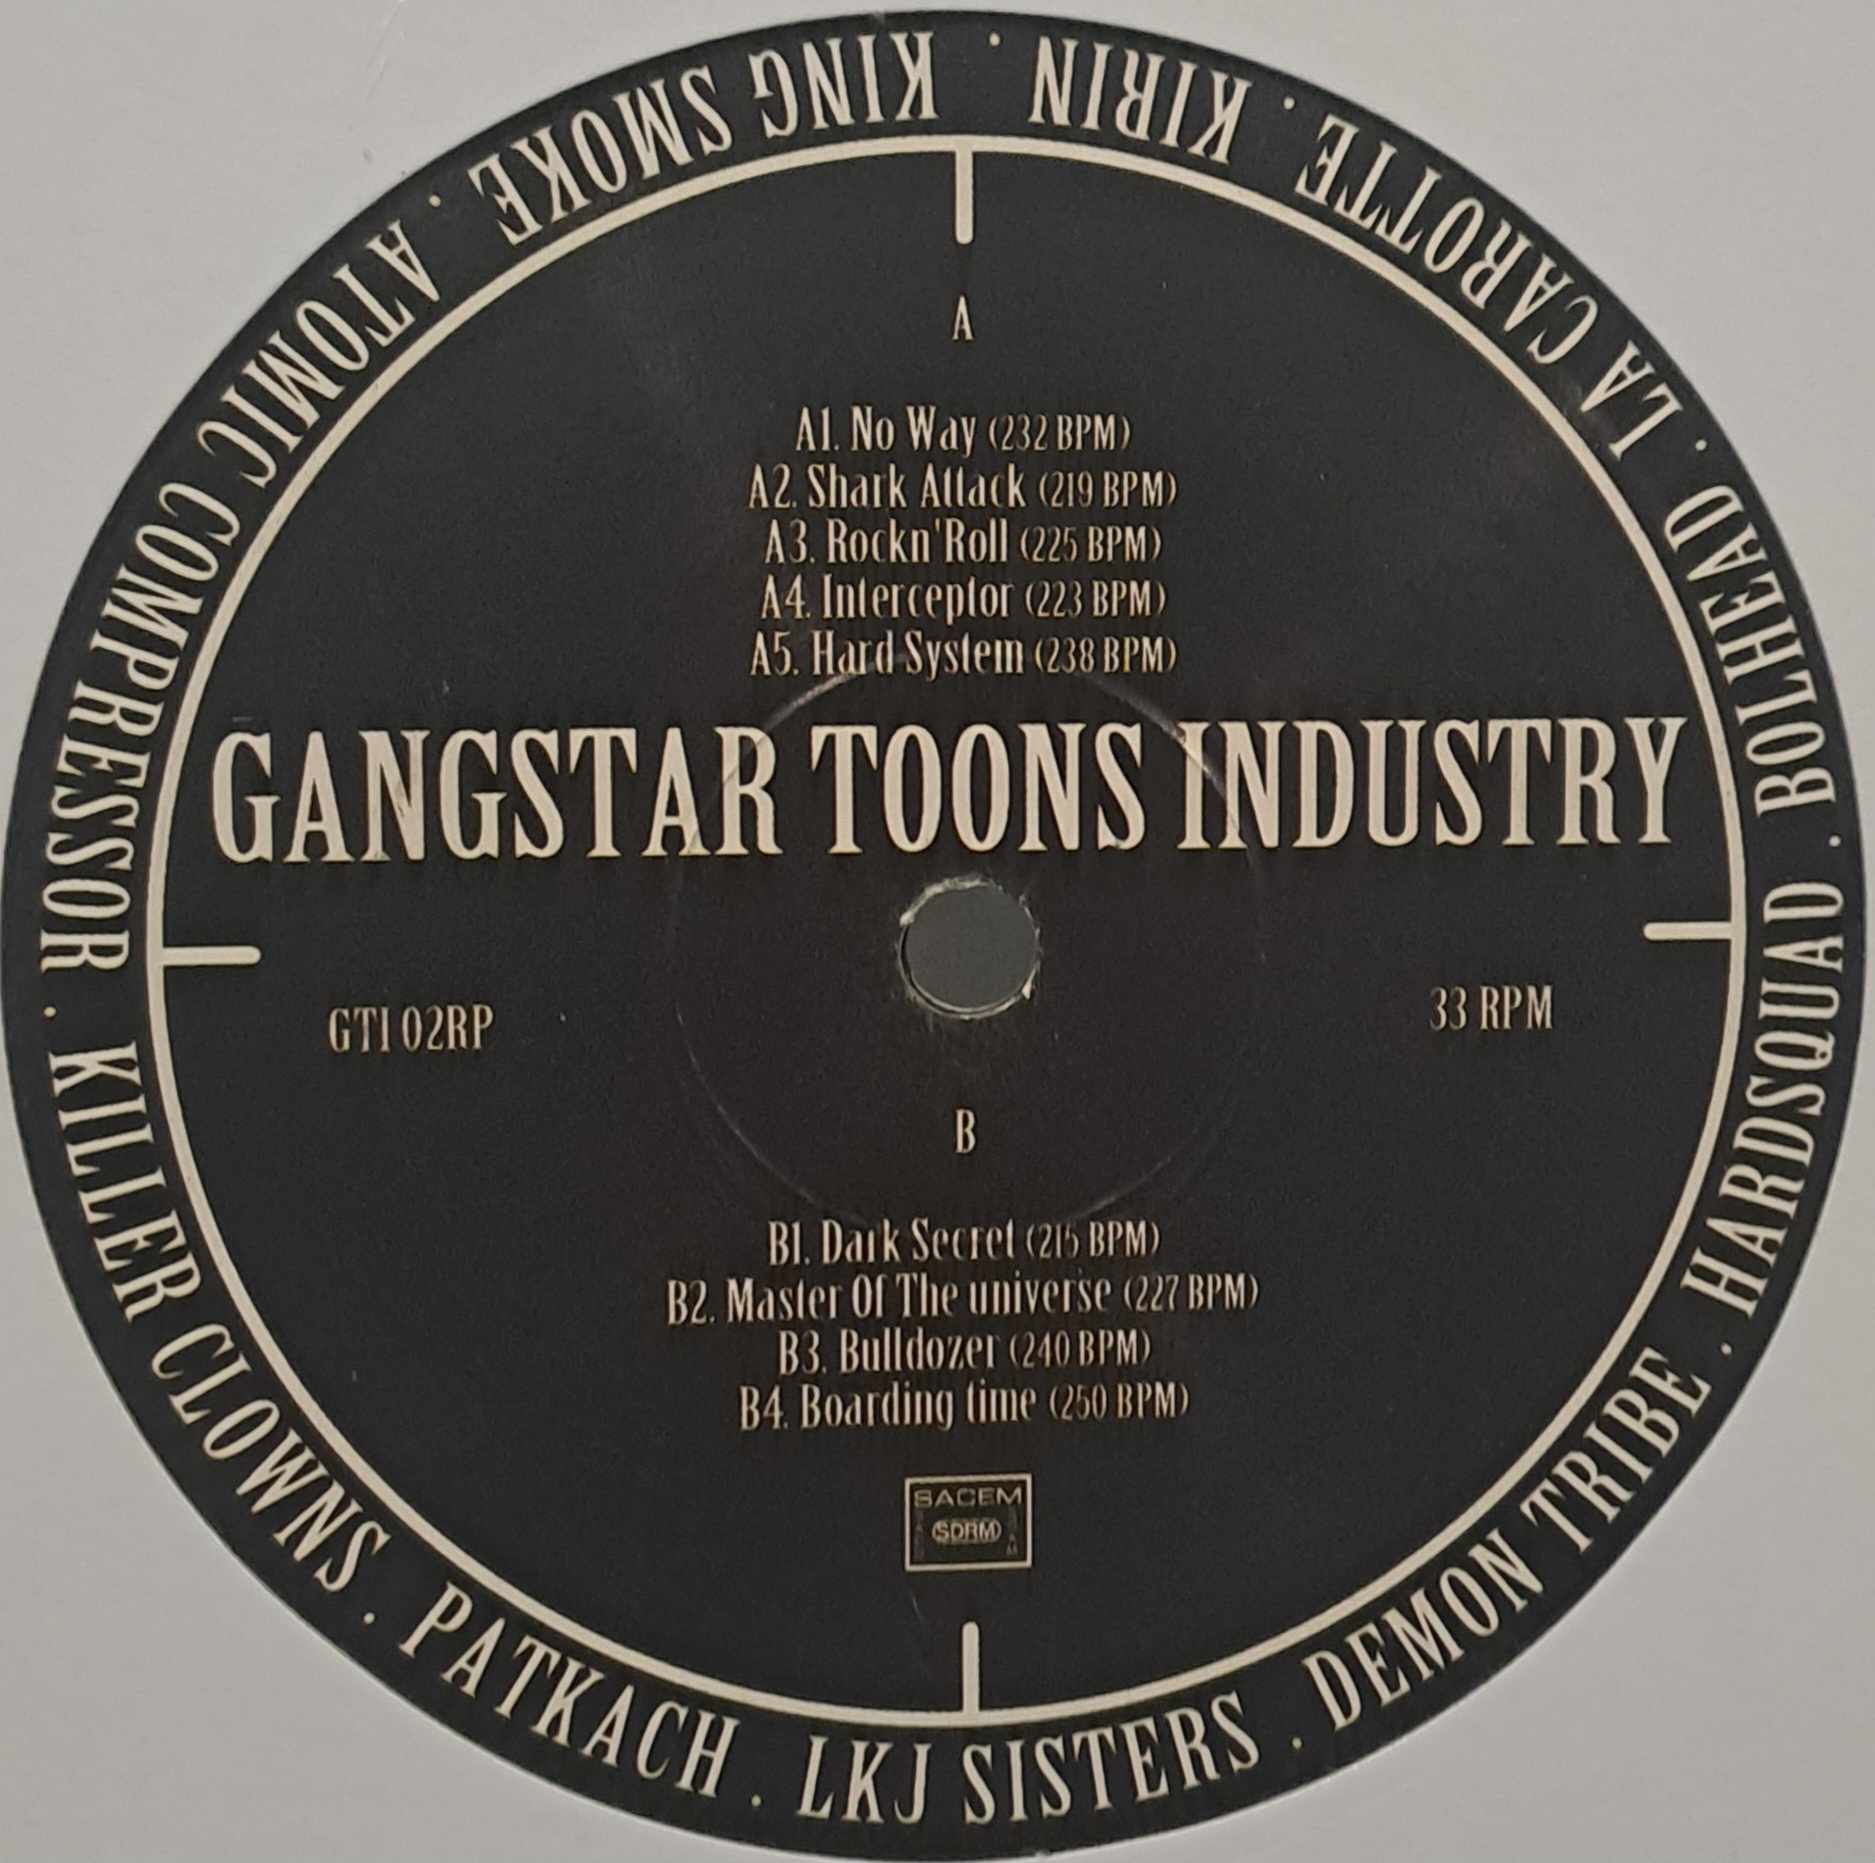 KING SMOKE . ATOMIC COMPRESSOR . KILLER CLOWNS . PATKACH . LKJ SISTERS . DEMON TRIBE . HARDSQUAD . BOLHEAD . LA CAROTTE . KIRIN .
A
A1. No Way (232 BPM)
A2. Shark Attack (219 BPM)
A3. Rockn'Roll (225 BPM)
A4. Interceptor (223 BPM)
A5. Hard System (238 BPM)
GANGSTAR TOONS INDUSTRY
GTI 02RP
33 RPM
B
B1. Dark Secret (215 BPM)
B2. Master Of The universe (227 BPM)
B3. Bulldozer (240 BPM)
B4. Boarding time (250 BPM)
SACEM
SDRM